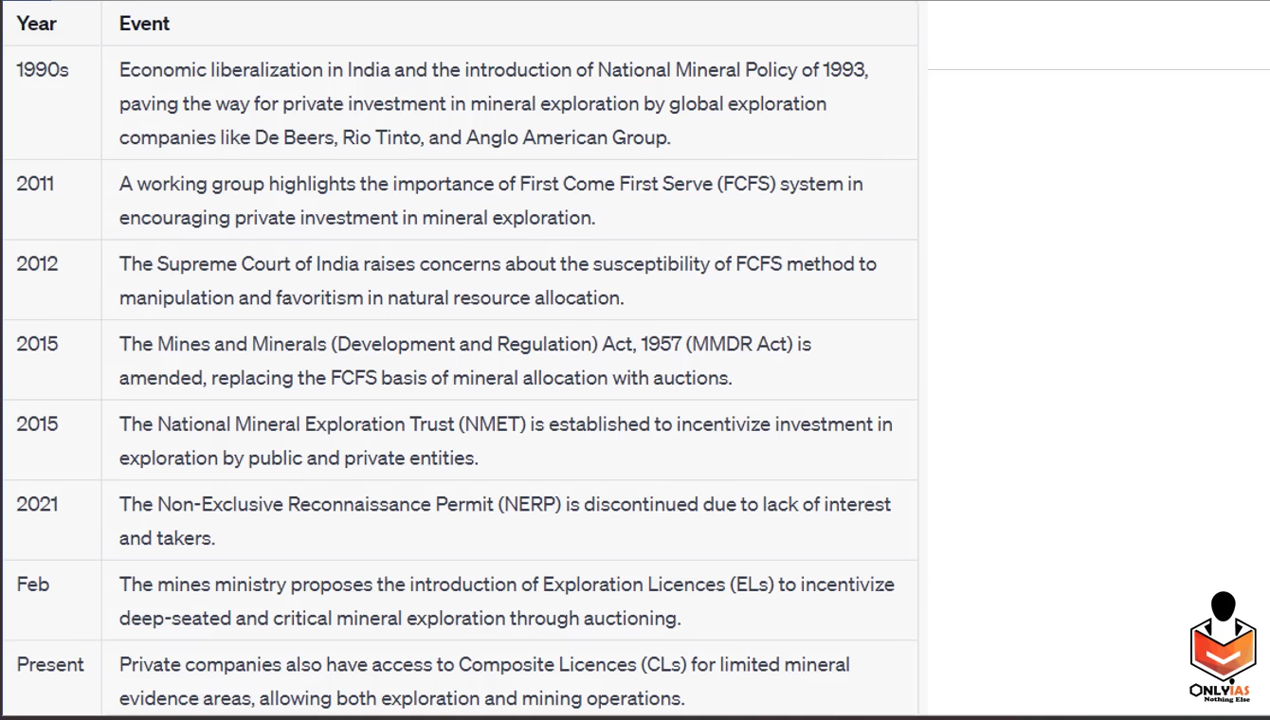 Year Event
1990s Economic liberalization in India and the introduction of National Mineral Policy of 1993,
paving the way for private investment in mineral exploration by global exploration
companies like De Beers, Rio Tinto, and Anglo American Group.
2011 A working group highlights the importance of First Come First Serve (FCFS) system in
encouraging private investment in mineral exploration.
2012 The Supreme Court of India raises concerns about the susceptibility of FCFS method to
manipulation and favoritism in natural resource allocation.
2015 The Mines and Minerals (Development and Regulation) Act, 1957 (MMDR Act) is
amended, replacing the FCFS basis of mineral allocation with auctions.
2015 The National Mineral Exploration Trust (NMET) is established to incentivize investment in
exploration by public and private entities.
2021 The Non-Exclusive Reconnaissance Permit (NERP) is discontinued due to lack of interest
and takers.
Feb The mines ministry proposes the introduction of Exploration Licences (ELs) to incentivize
deep-seated and critical mineral exploration through auctioning.
Present Private companies also have access to Composite Licences (CLs) for limited mineral
evidence areas, allowing both exploration and mining operations.
ONLYIAS
Nothing Else